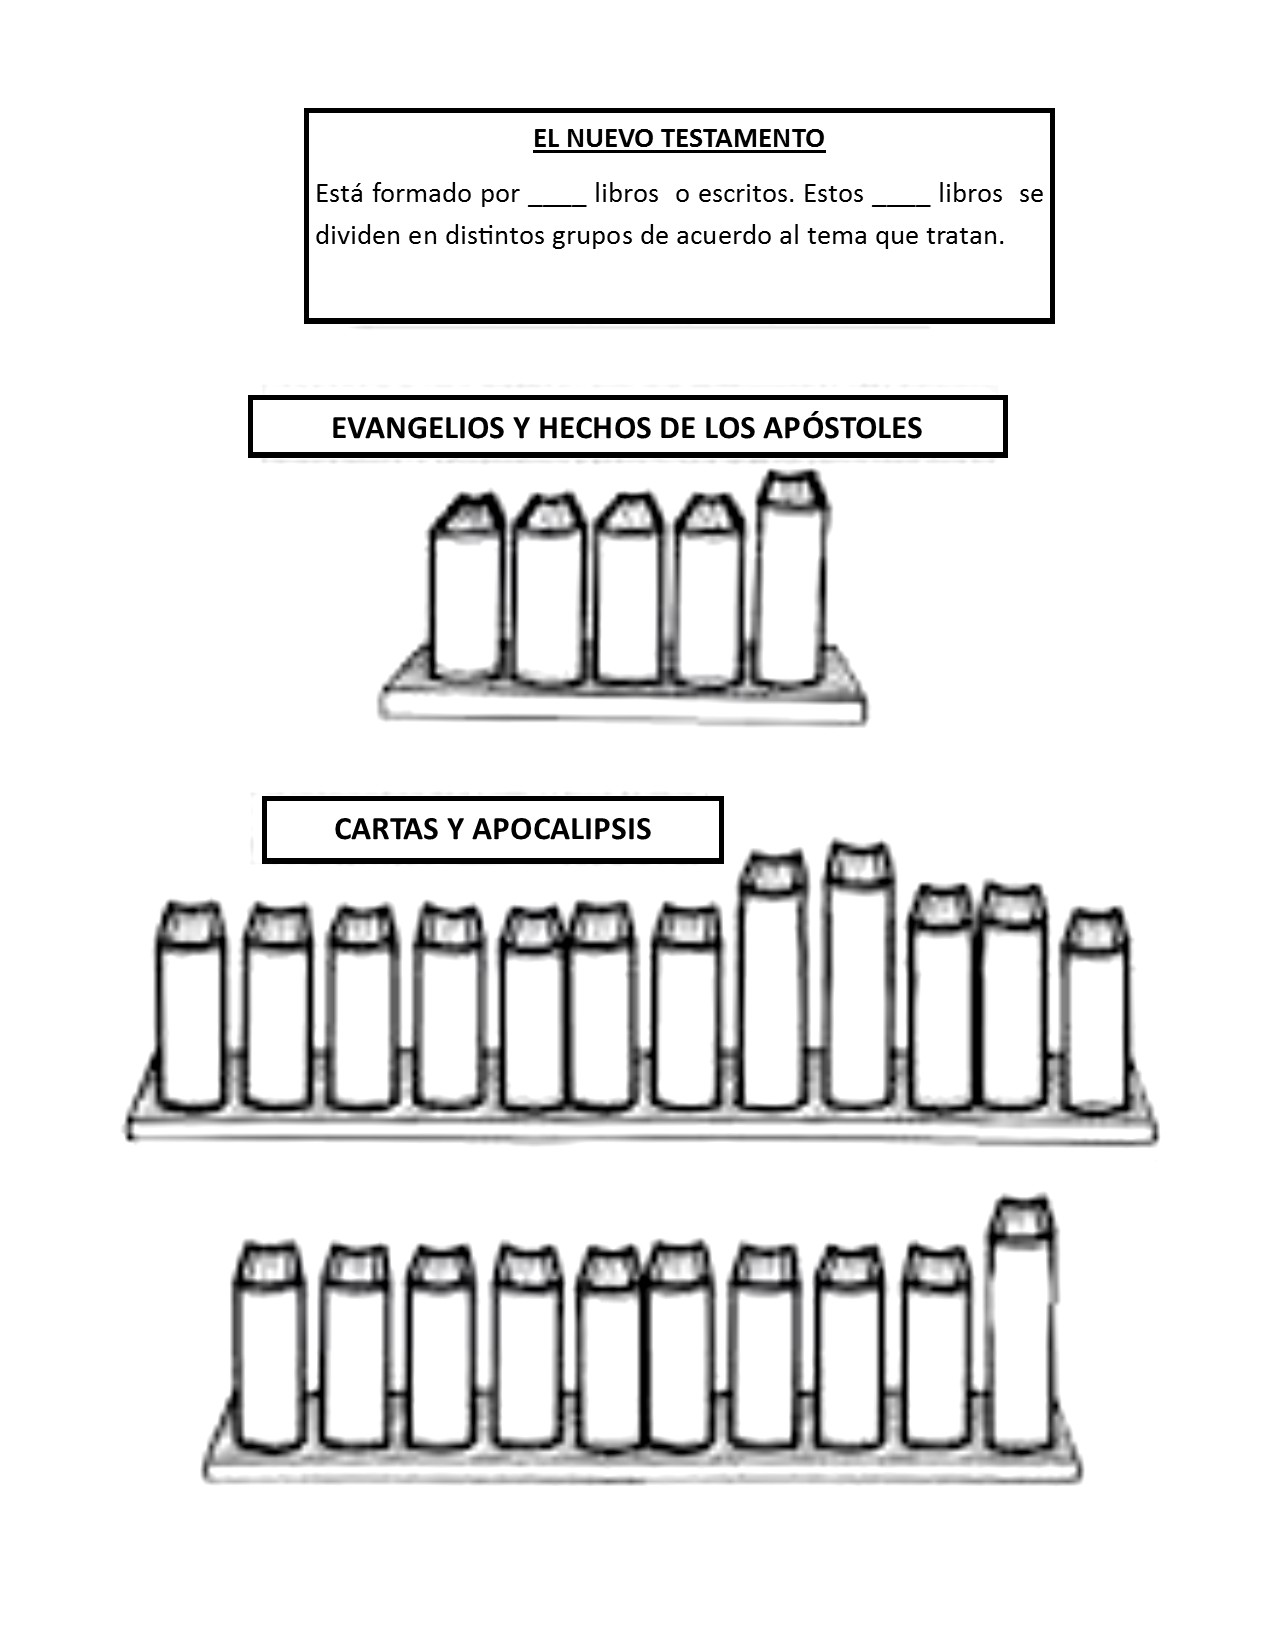 EL NUEVO TESTAMENTO
Está formado por ____ libros  o escritos. Estos ____ libros  se
dividen en distintos grupos de acuerdo al tema que tratan.
EVANGELIOS Y HECHOS DE LOS APÓSTOLES
CARTAS Y APOCALIPSIS